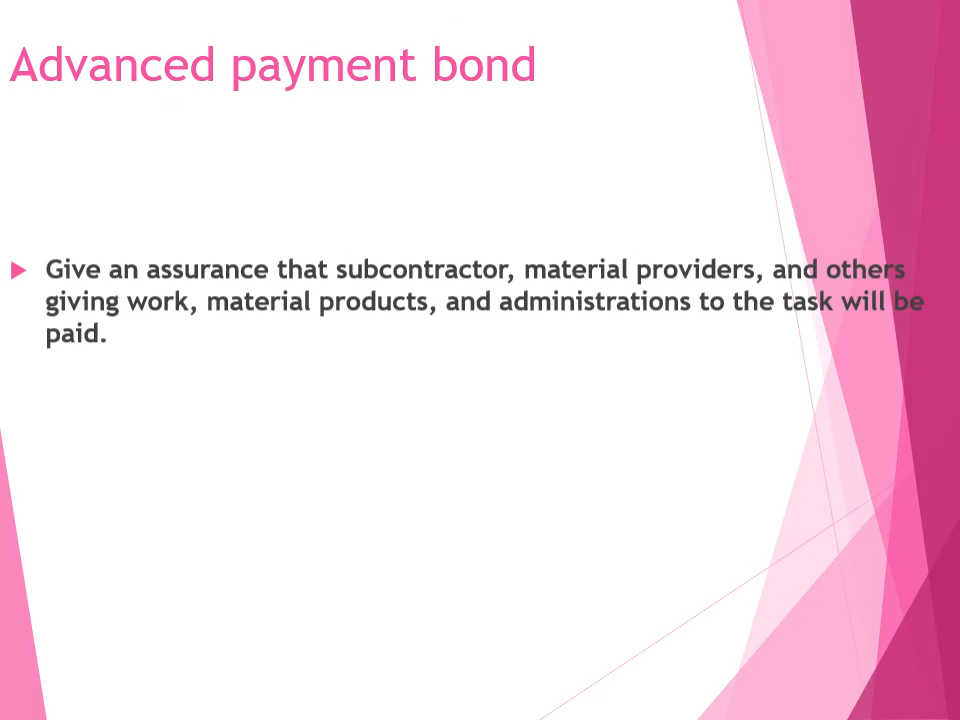 Advanced payment bond
Give an assurance that subcontractor, material providers, and others
giving work, material products, and administrations to the task will be
paid.